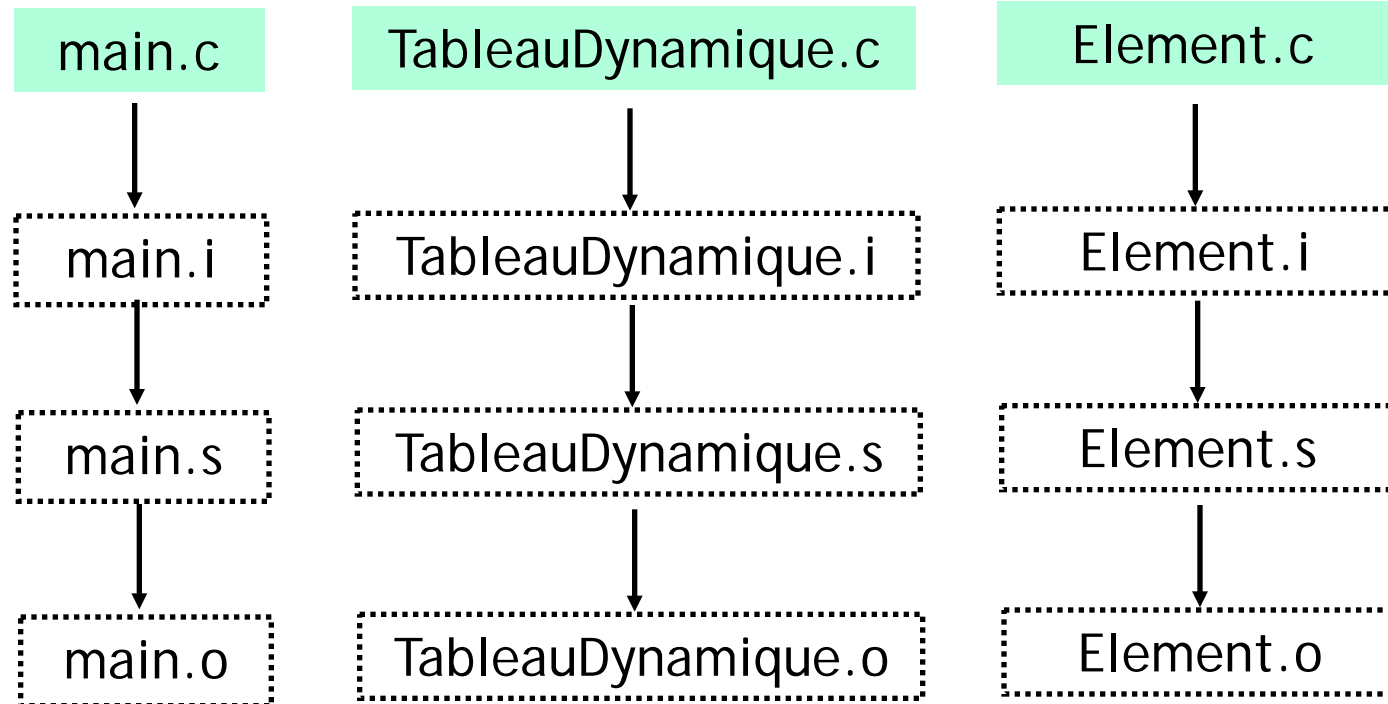 main.c
TableauDynamique.c
Element.c
main.i
TableauDynamique.i
Element.i
main.s
TableauDynamique.s
Element.s
main.o
TableauDynamique.o
Element.o